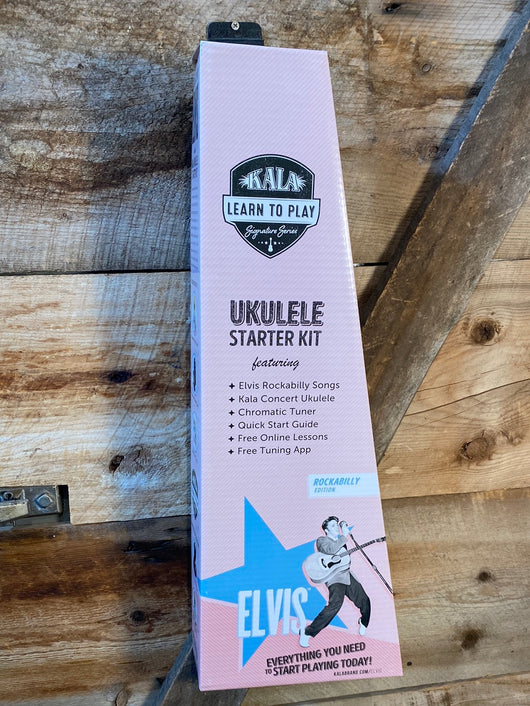 KALA
LEARN TO PLAY
Signature Series
UKULELE
STARTER KIT
featuring
+ Elvis Rockabilly Songs
+ Kala Concert Ukulele
+ Chromatic Tuner
+ Quick Start Guide
+ Free Online Lessons
+ Free Tuning App
ROCKABILLY
EDITION
ELVIS
EVERYTHING YOU NEED
TO START PLAYING TODAY!
KALABRAND.COM/ELVIS